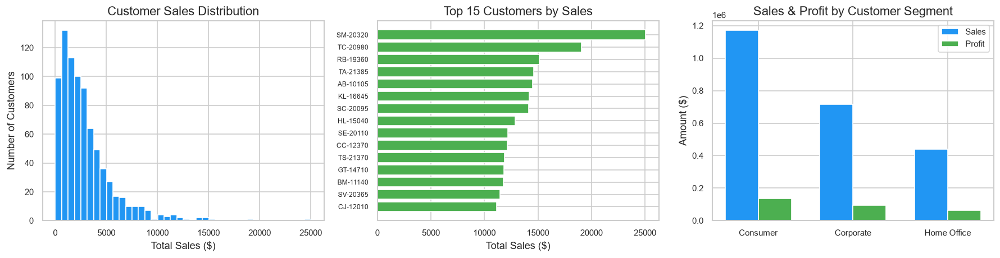 Customer Sales Distribution
Number of Customers
120
100
80
60
40
20
0
0 5000 10000 15000 20000 25000
Total Sales ($)
Top 15 Customers by Sales
SM-20320
TC-20980
RB-19360
TA-21385
AB-10105
KL-16645
SC-20095
HL-15040
SE-20110
CC-12370
TS-21370
GT-14710
BM-11140
SV-20365
CJ-12010
0 5000 10000 15000 20000 25000
Total Sales ($)
Sales & Profit by Customer Segment
1e6
Amount ($)
1.2
1.0
0.8
0.6
0.4
0.2
0.0
Sales
Profit
Consumer Corporate Home Office